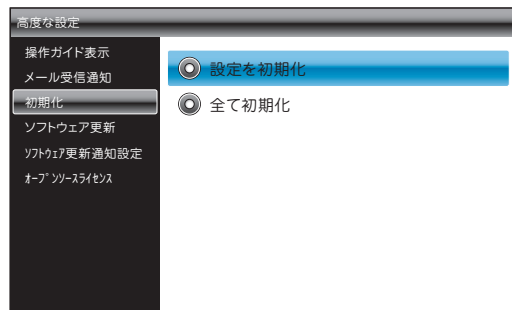 高度な設定
操作ガイド表示
メール受信通知
初期化
ソフトウェア更新
ｿﾌﾄｳｪｱ更新通知設定
ｵｰﾌﾟﾝｿｰｽﾗｲｾﾝｽ
設定を初期化
全て初期化